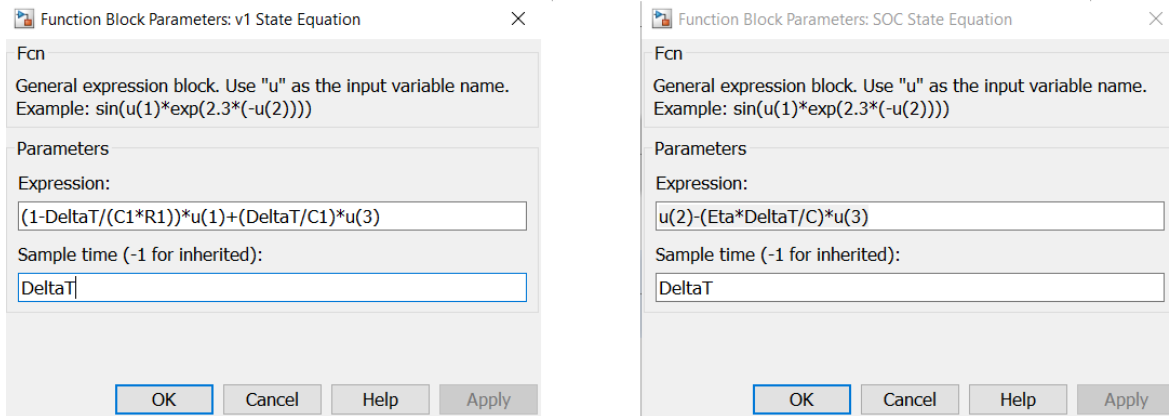 Function Block Parameters: v1 State Equation
Fcn
General expression block. Use "u" as the input variable name.
Example: sin(u(1)*exp(2.3*(-u(2))))
Parameters
Expression:
(1-DeltaT/(C1*R1))*u(1)+(DeltaT/C1)*u(3)
Sample time (-1 for inherited):
DeltaT
OK Cancel Help Apply
Function Block Parameters: SOC State Equation
Fcn
General expression block. Use "u" as the input variable name.
Example: sin(u(1)*exp(2.3*(-u(2))))
Parameters
Expression:
u(2)-(Eta*DeltaT/C)*u(3)
Sample time (-1 for inherited):
DeltaT
OK Cancel Help Apply